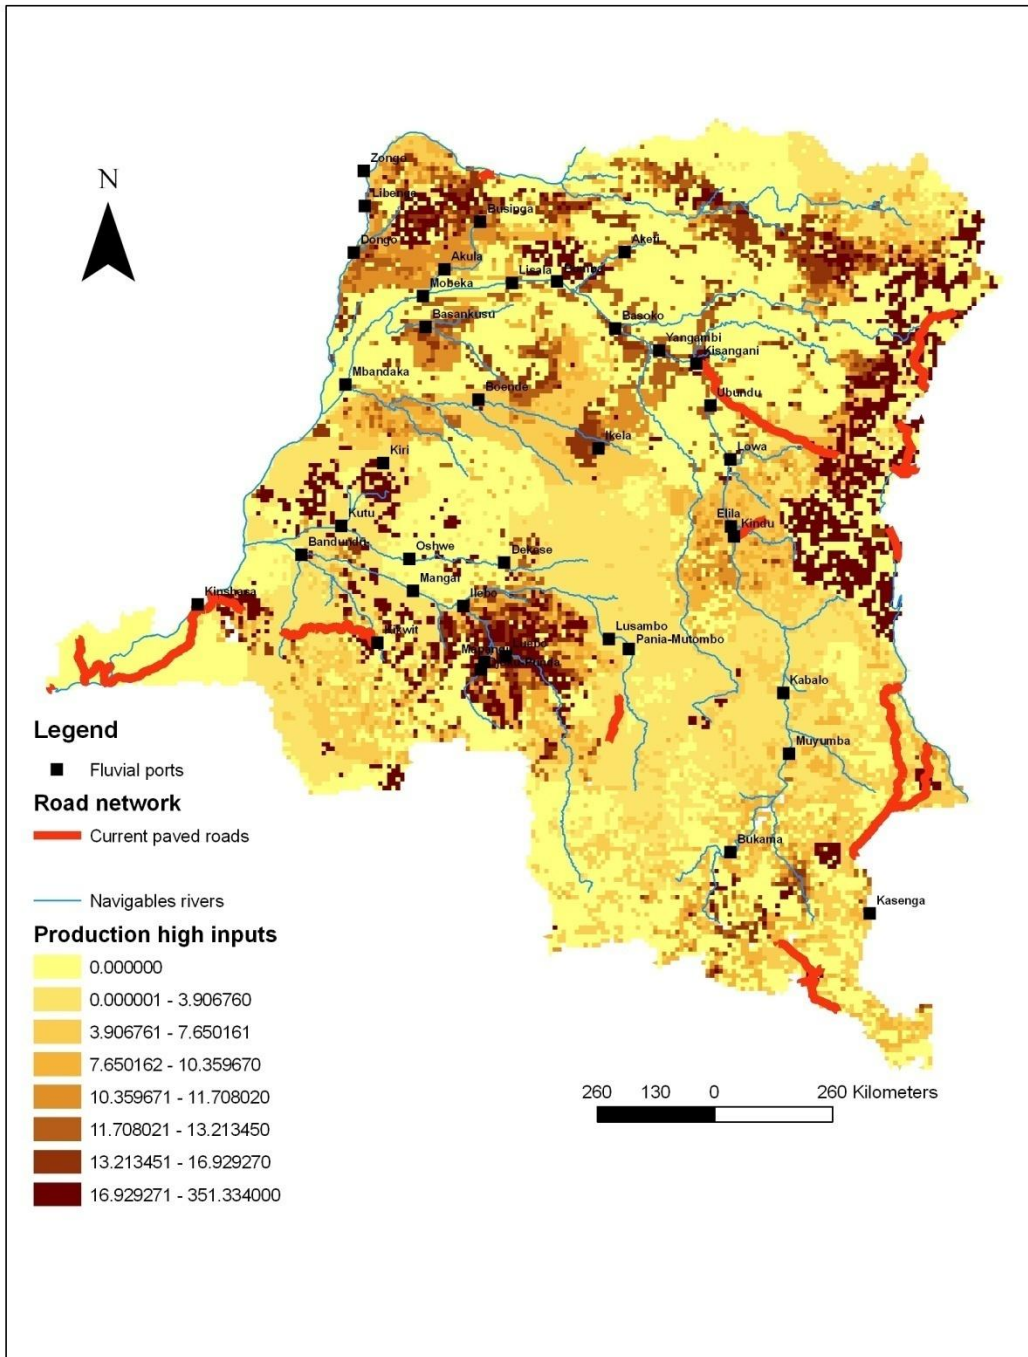 N
Zongo
Libenge
Businga
Dongo
Aketi
Akula
Lisala
Mobeka
Basankusu
Basoko
Yangambi
Kisangani
Mbandaka
Boende
Ubundu
Ikela
Lowa
Kiri
Kutu
Elila
Kindu
Bandundu
Oshwe
Dekese
Mangai
Ilebo
Kinshasa
Lusambo
Kikwit
Pania-Mutombo
Kabalo
Muyumba
Bukama
Kasenga
Legend
Fluvial ports
Road network
Current paved roads
Navigables rivers
Production high inputs
0.000000
0.000001 - 3.906760
3.906761 - 7.650161
7.650162 - 10.359670
10.359671 - 11.708020
11.708021 - 13.213450
13.213451 - 16.929270
16.929271 - 351.334000
260 130 0 260 Kilometers